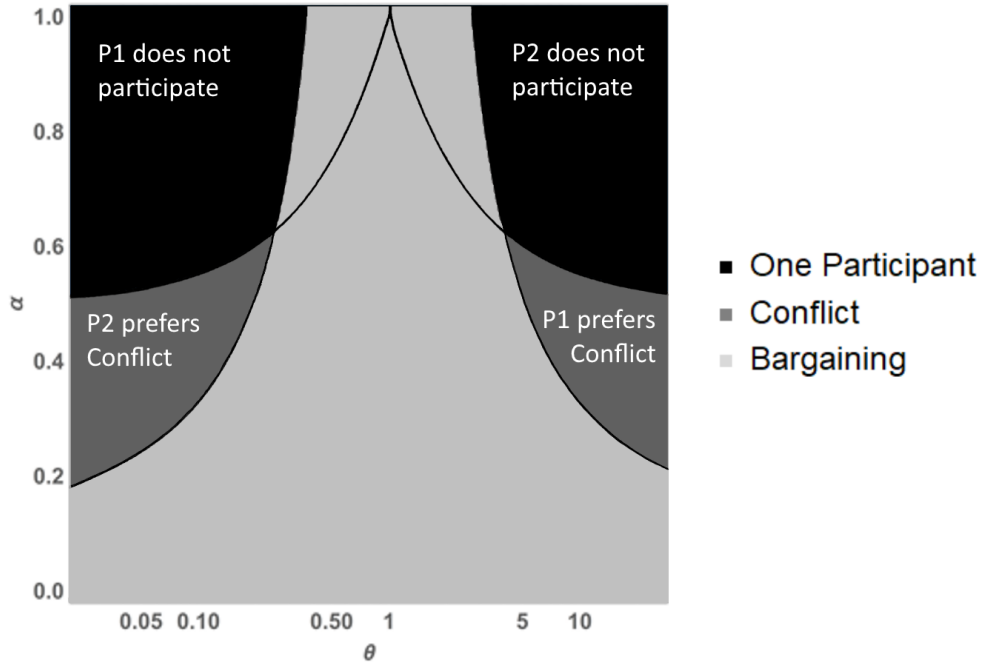 1.0
P1 does not
participate
P2 does not
participate
0.8
0.6
One Participant
α
Conflict
P2 prefers
Conflict
P1 prefers
Conflict
0.4
Bargaining
0.2
0.0
0.05 0.10 0.50 1 5 10
θ